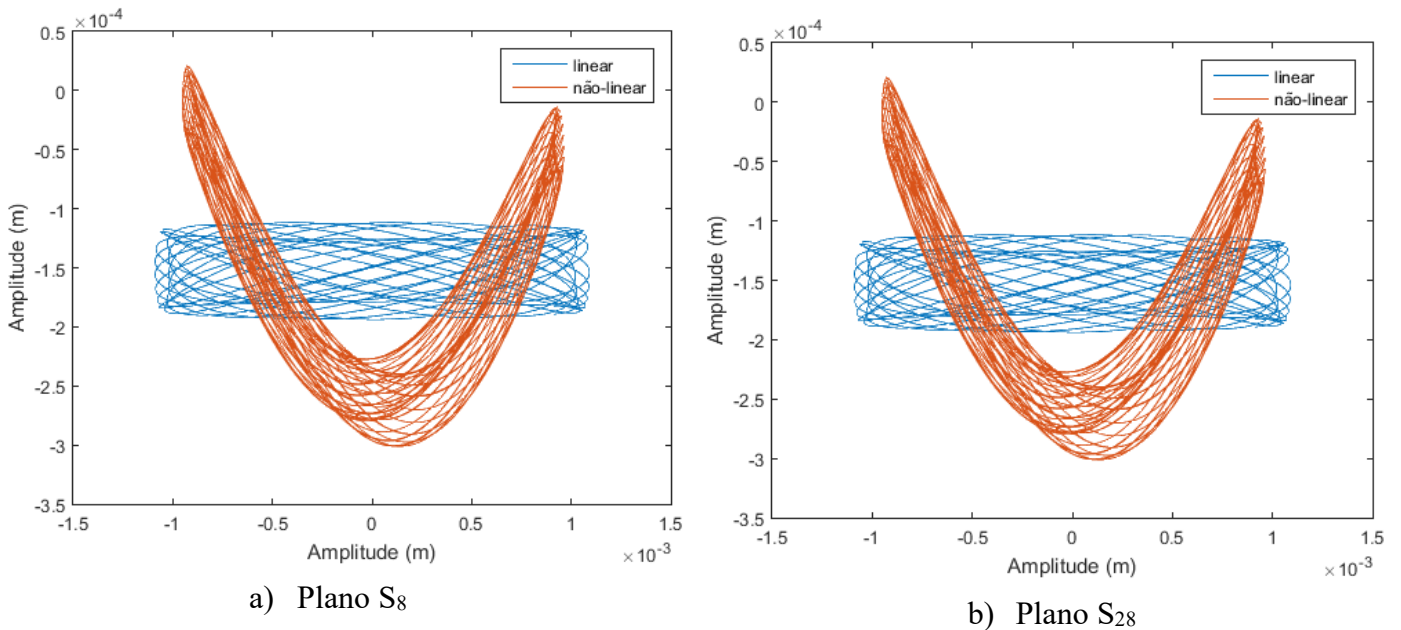 ×10⁻⁴
0.5
0
-0.5
-1
-1.5
-2
-2.5
-3
-3.5
Amplitude (m)
linear
não-linear
-1.5 -1 -0.5 0 0.5 1 1.5
Amplitude (m)
×10⁻³
a) Plano S₈
×10⁻⁴
0.5
0
-0.5
-1
-1.5
-2
-2.5
-3
-3.5
Amplitude (m)
linear
não-linear
-1.5 -1 -0.5 0 0.5 1 1.5
Amplitude (m)
×10⁻³
b) Plano S₂₈